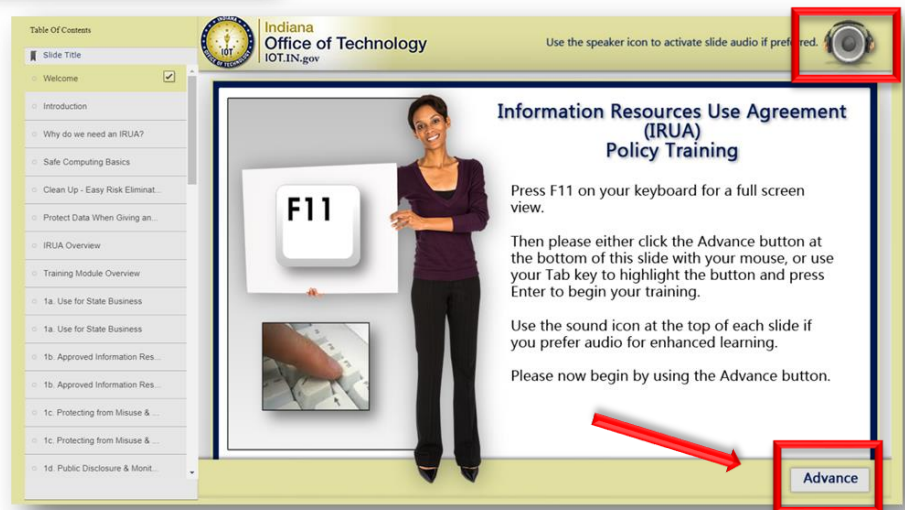 Table Of Contents
Slide Title
Welcome
Introduction
Why do we need an IRUA?
Safe Computing Basics
Clean Up - Easy Risk Eliminat...
Protect Data When Giving an...
IRUA Overview
Training Module Overview
1a. Use for State Business
1a. Use for State Business
1b. Approved Information Res...
1b. Approved Information Res...
1c. Protecting from Misuse & ...
1c. Protecting from Misuse & ...
1d. Public Disclosure & Monit...
INDIANA
IOT
OFFICE OF TECHNOLOGY
Indiana
Office of Technology
IOT.IN.gov
Use the speaker icon to activate slide audio if preferred.
F11
Information Resources Use Agreement
(IRUA)
Policy Training
Press F11 on your keyboard for a full screen
view.
Then please either click the Advance button at
the bottom of this slide with your mouse, or use
your Tab key to highlight the button and press
Enter to begin your training.
Use the sound icon at the top of each slide if
you prefer audio for enhanced learning.
Please now begin by using the Advance button.
Advance